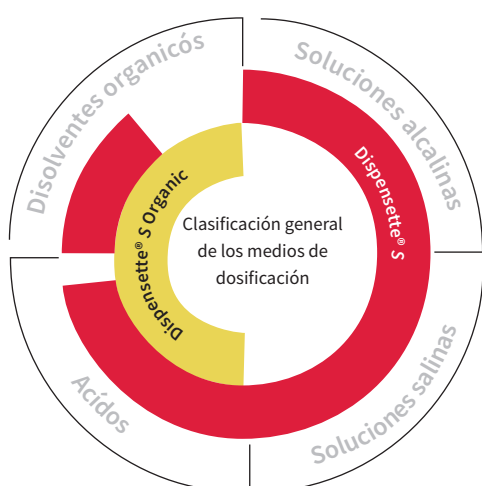 Disolventes organicós
Soluciones alcalinas
Dispensette® S Organic
Dispensette® S
Clasificación general
de los medios de
dosificación
Acídos
Soluciones salinas